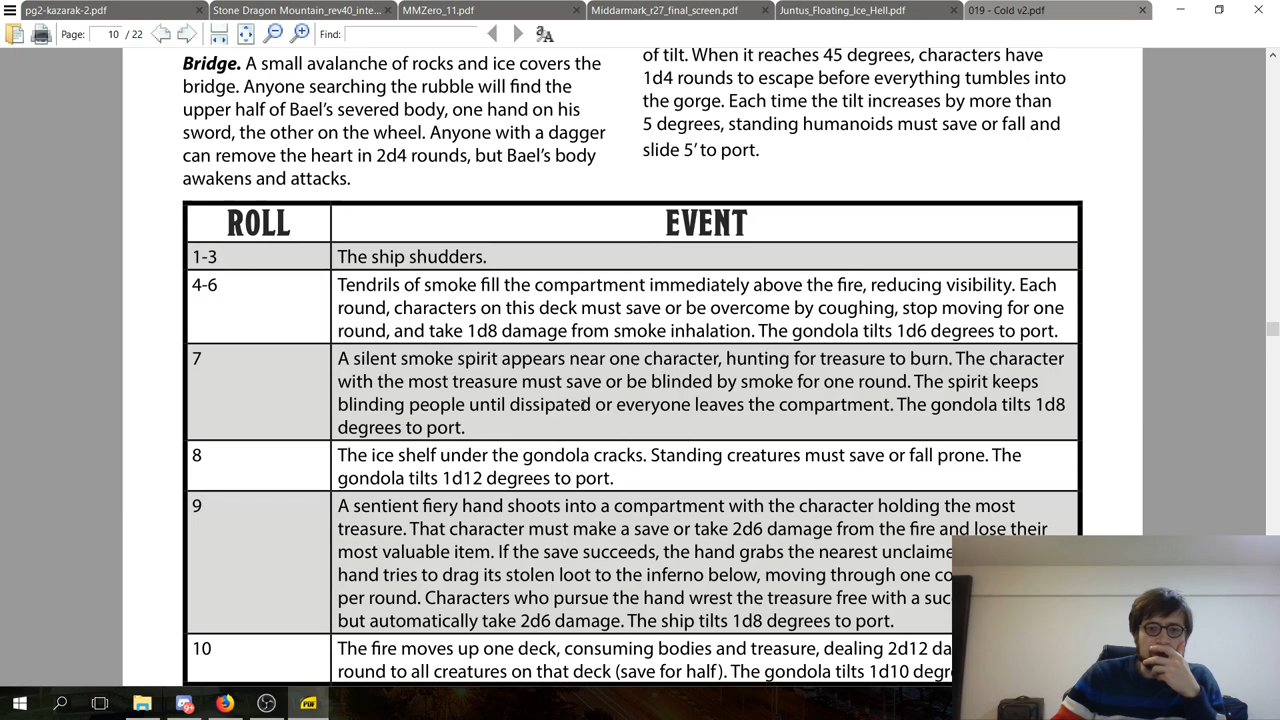 pg2-kazarak-2.pdf
Stone Dragon Mountain_rev40_inte...
MMZero_11.pdf
Middarmark_r27_final_screen.pdf
Juntus_Floating_Ice_Hell.pdf
019 - Cold v2.pdf
Page: 10 / 22 Find:
Bridge. A small avalanche of rocks and ice covers the
bridge. Anyone searching the rubble will find the
upper half of Bael's severed body, one hand on his
sword, the other on the wheel. Anyone with a dagger
can remove the heart in 2d4 rounds, but Bael's body
awakens and attacks.
of tilt. When it reaches 45 degrees, characters have
1d4 rounds to escape before everything tumbles into
the gorge. Each time the tilt increases by more than
5 degrees, standing humanoids must save or fall and
slide 5' to port.
ROLL EVENT
1-3 The ship shudders.
4-6 Tendrils of smoke fill the compartment immediately above the fire, reducing visibility. Each
round, characters on this deck must save or be overcome by coughing, stop moving for one
round, and take 1d8 damage from smoke inhalation. The gondola tilts 1d6 degrees to port.
7 A silent smoke spirit appears near one character, hunting for treasure to burn. The character
with the most treasure must save or be blinded by smoke for one round. The spirit keeps
blinding people until dissipated or everyone leaves the compartment. The gondola tilts 1d8
degrees to port.
8 The ice shelf under the gondola cracks. Standing creatures must save or fall prone. The
gondola tilts 1d12 degrees to port.
9 A sentient fiery hand shoots into a compartment with the character holding the most
treasure. That character must make a save or take 2d6 damage from the fire and lose their
most valuable item. If the save succeeds, the hand grabs the nearest unclaime
hand tries to drag its stolen loot to the inferno below, moving through one co
per round. Characters who pursue the hand wrest the treasure free with a suc
but automatically take 2d6 damage. The ship tilts 1d8 degrees to port.
10 The fire moves up one deck, consuming bodies and treasure, dealing 2d12 da
round to all creatures on that deck (save for half). The gondola tilts 1d10 degr
PDF